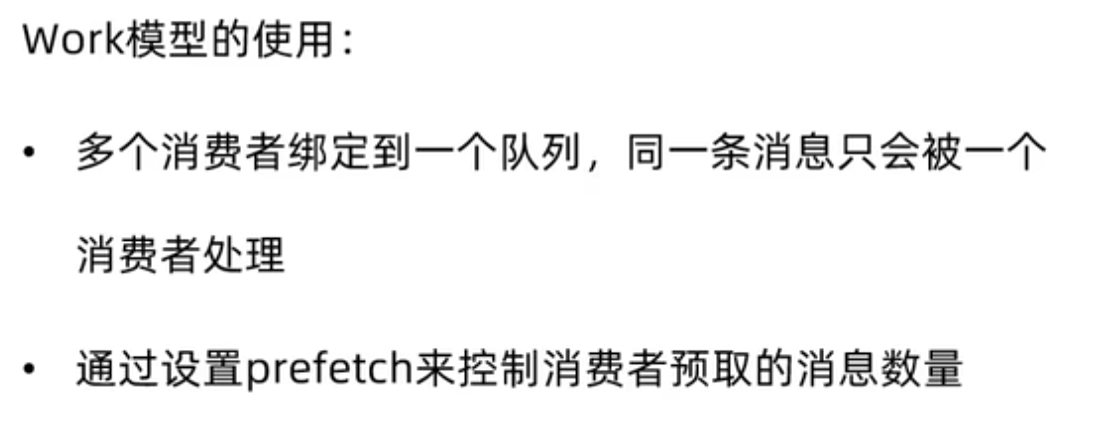 Work模型的使用：
• 多个消费者绑定到一个队列，同一条消息只会被一个
消费者处理
• 通过设置prefetch来控制消费者预取的消息数量